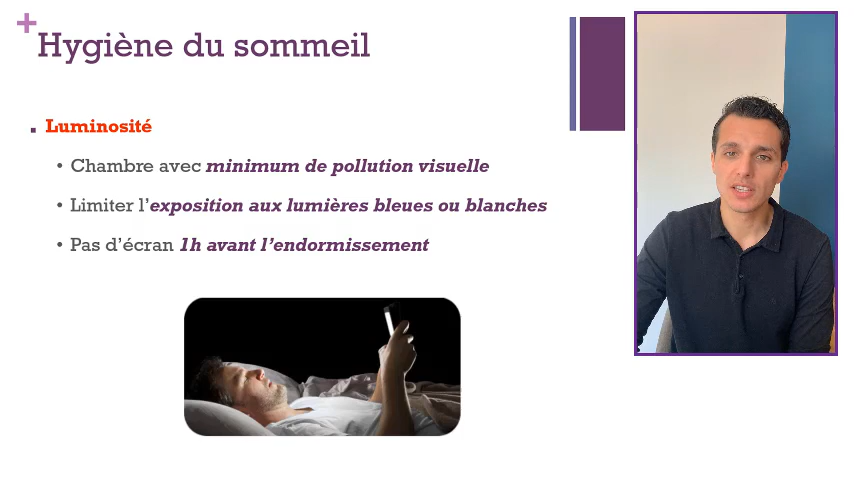 Hygiène du sommeil
Luminosité
Chambre avec minimum de pollution visuelle
Limiter l’exposition aux lumières bleues ou blanches
Pas d’écran 1h avant l’endormissement